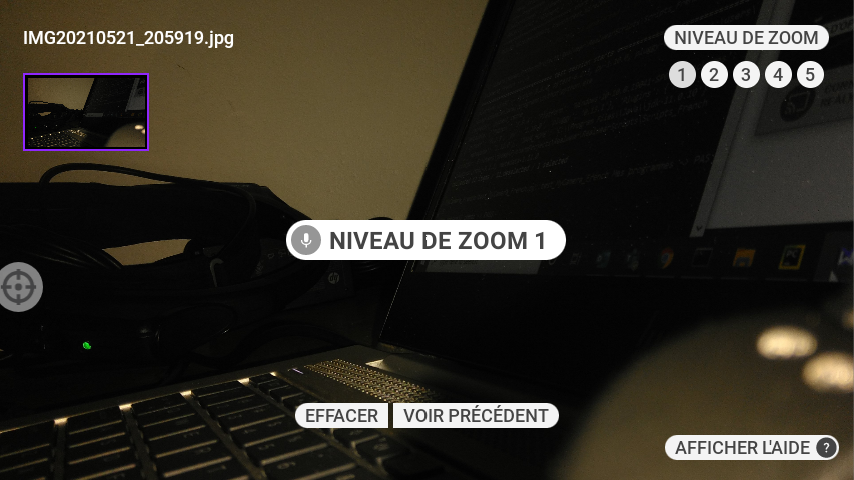 IMG20210521_205919.jpg
NIVEAU DE ZOOM
1 2 3 4 5
NIVEAU DE ZOOM 1
EFFACER
VOIR PRÉCÉDENT
AFFICHER L'AIDE ?